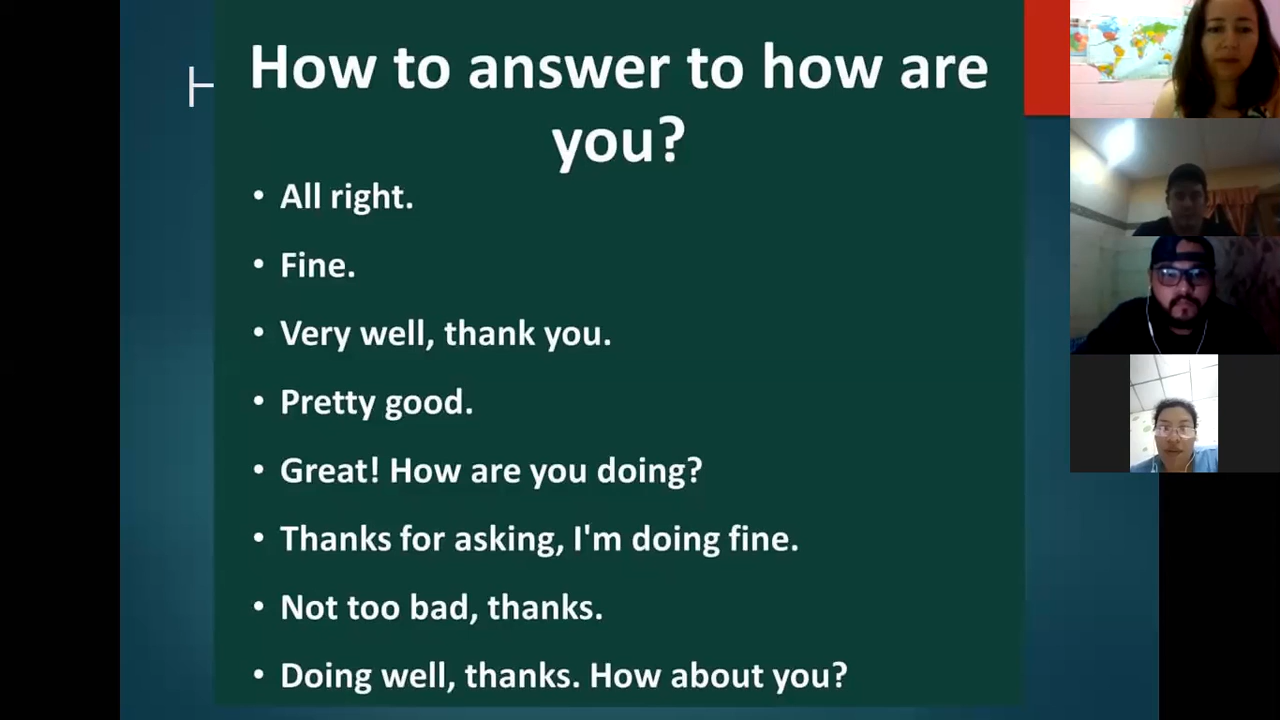 How to answer to how are
you?
• All right.
• Fine.
• Very well, thank you.
• Pretty good.
• Great! How are you doing?
• Thanks for asking, I'm doing fine.
• Not too bad, thanks.
• Doing well, thanks. How about you?